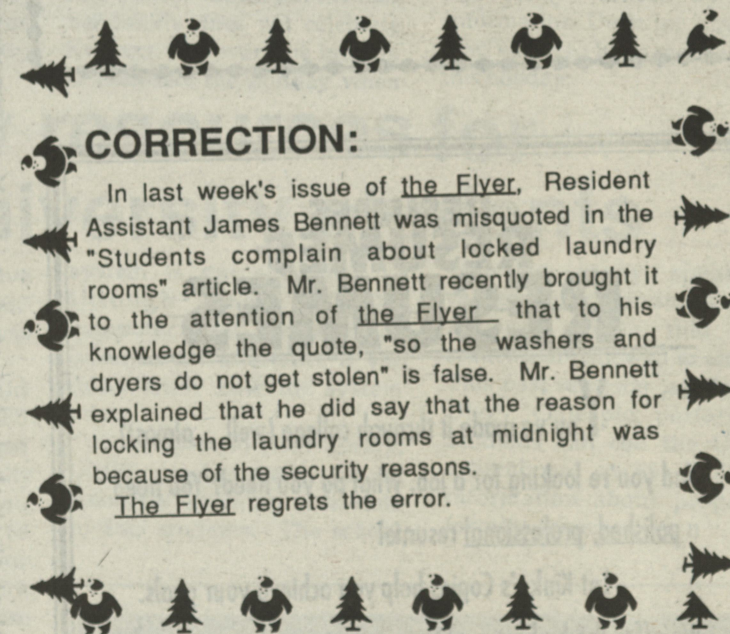 CORRECTION:
In last week's issue of the Flyer, Resident
Assistant James Bennett was misquoted in the
"Students complain about locked laundry
rooms" article. Mr. Bennett recently brought it
to the attention of the Flyer that to his
knowledge the quote, "so the washers and
dryers do not get stolen" is false. Mr. Bennett
explained that he did say that the reason for
locking the laundry rooms at midnight was
because of the security reasons.
The Flyer regrets the error.